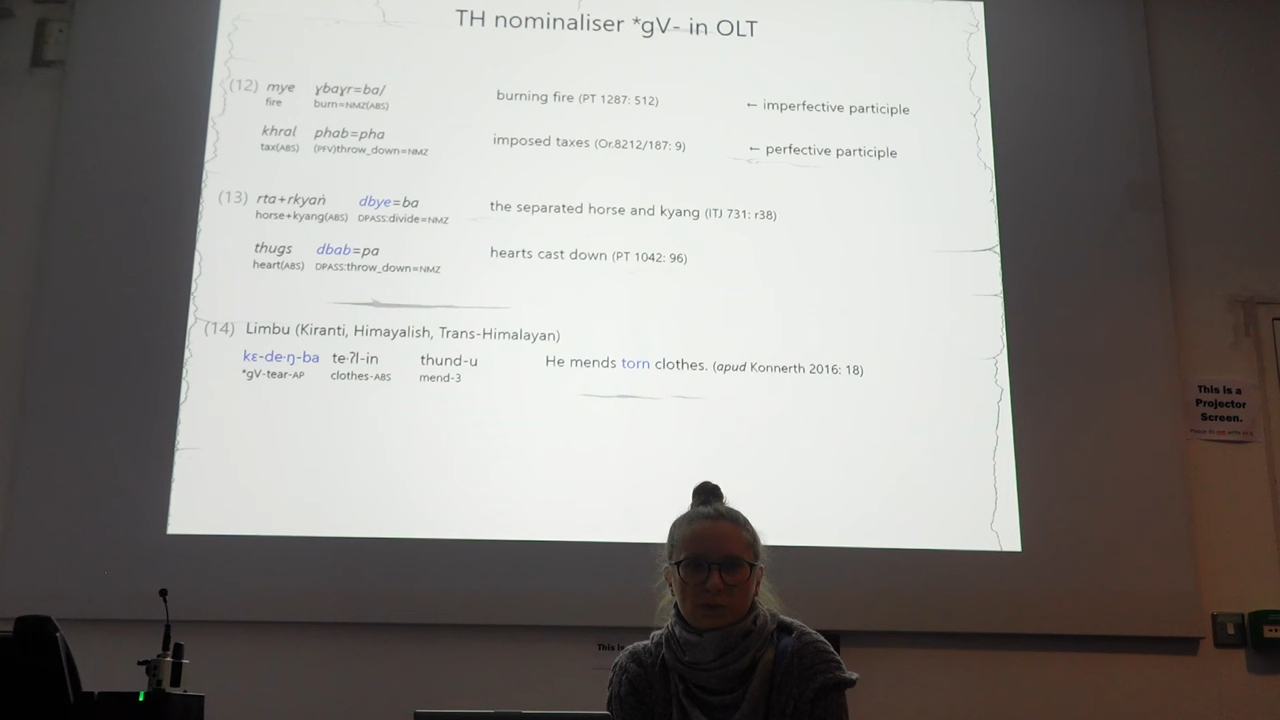 TH nominaliser *gV- in OLT
(12) mye ɣbaɣr=ba/ burning fire (PT 1287: 512) ← imperfective participle
fire burn=NMZ(ABS)
khral phab=pha imposed taxes (Or.8212/187: 9) ← perfective participle
tax(ABS) (PFV)throw_down=NMZ
(13) rta+rkyaṅ dbye=ba the separated horse and kyang (ITJ 731: r38)
horse+kyang(ABS) DPASS:divide=NMZ
thugs dbab=pa hearts cast down (PT 1042: 96)
heart(ABS) DPASS:throw_down=NMZ
(14) Limbu (Kiranti, Himayalish, Trans-Himalayan)
kɛ-de·ŋ-ba te·ʔl-in thund-u He mends torn clothes. (apud Konnerth 2016: 18)
*gV-tear-AP clothes-ABS mend-3
This is a
Projector
Screen.
This is